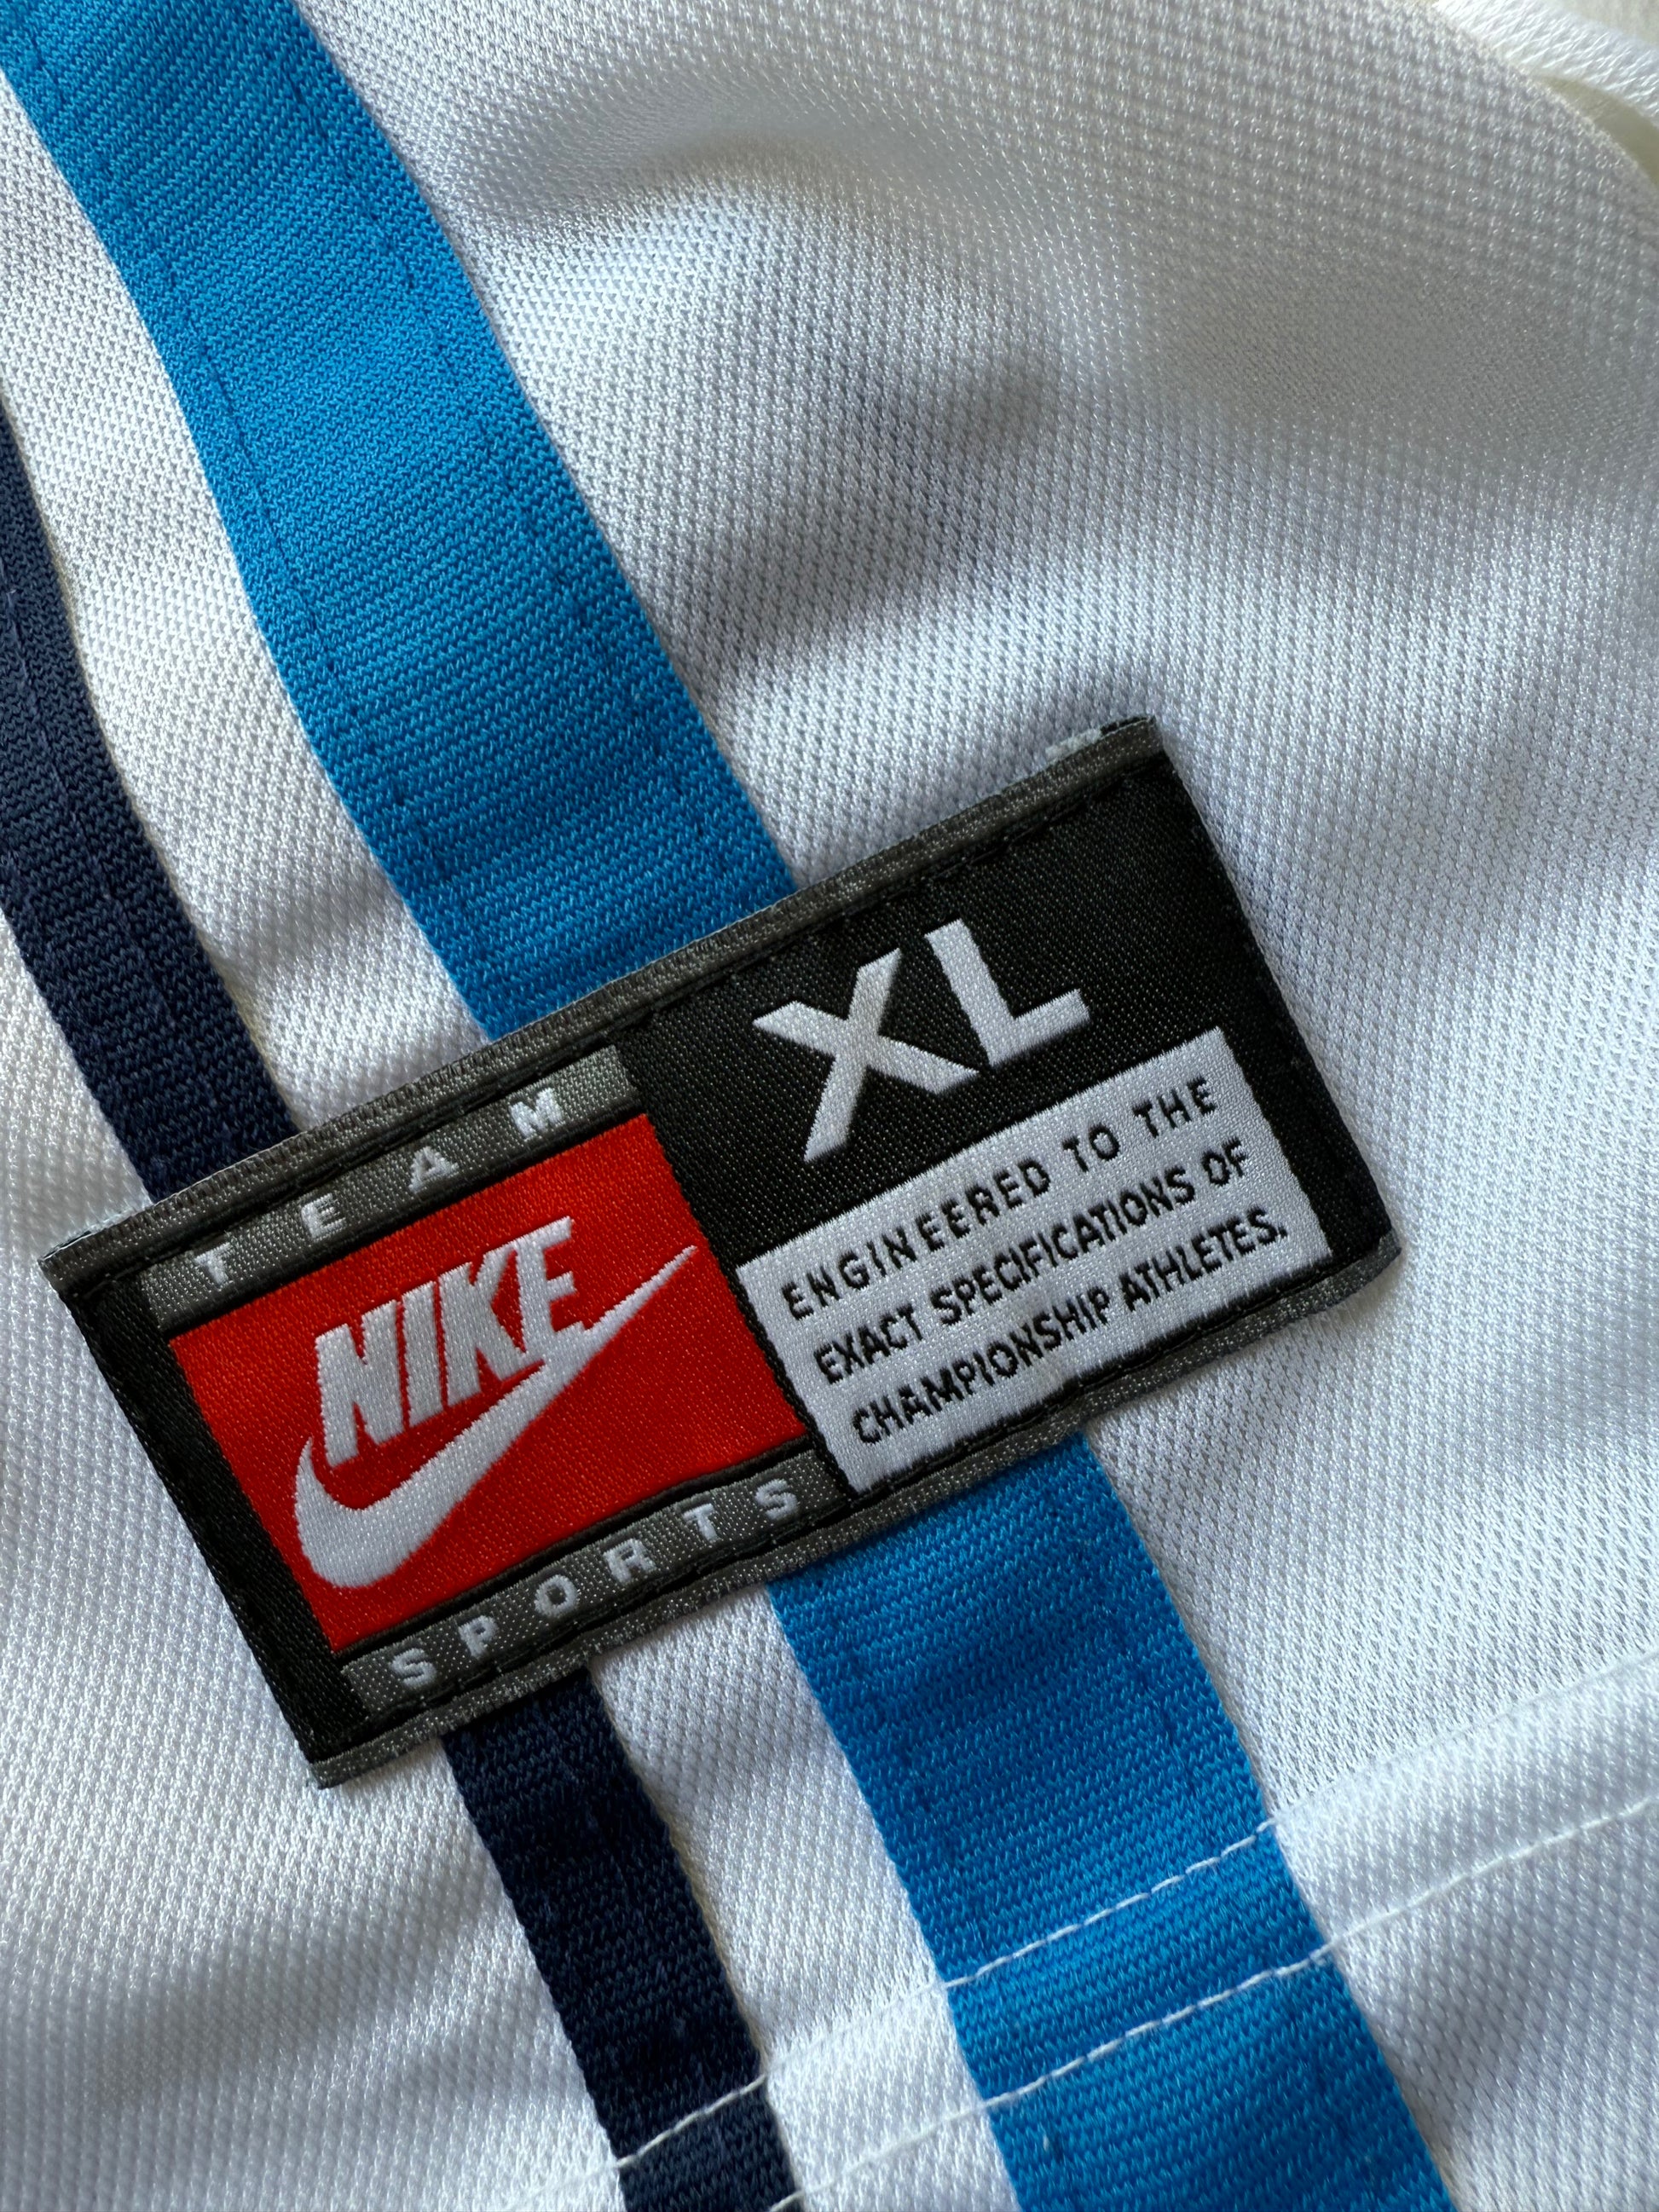 TEAM
NIKE
SPORTS
XL
ENGINEERED TO THE
EXACT SPECIFICATIONS OF
CHAMPIONSHIP ATHLETES.